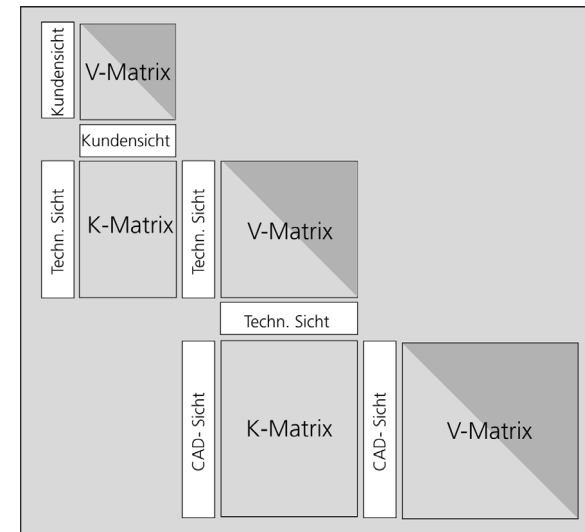 Kundensicht
V-Matrix
Kundensicht
Techn. Sicht
K-Matrix
Techn. Sicht
V-Matrix
Techn. Sicht
CAD- Sicht
K-Matrix
CAD- Sicht
V-Matrix